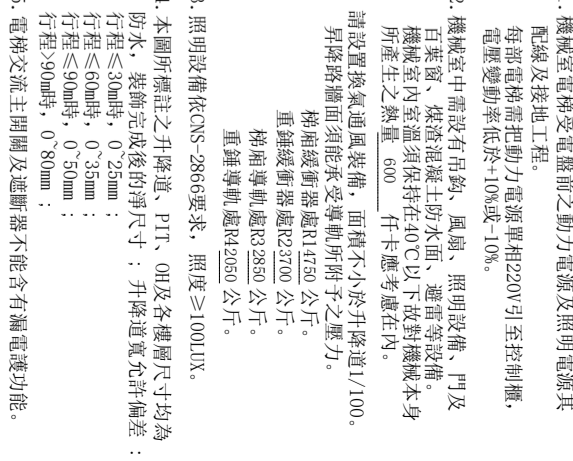 1. 機械室電梯受電盤前之動力電源及照明電源其
配線及接地工程。
每部電梯需把動力電源單相220V引至控制櫃，
電壓變動率低於+10%或-10%。
2. 機械室中需設有吊鈎、風扇、照明設備、門及
百葉窗、煤渣混凝土防水面、避雷等設備。
機械室內室溫須保持在40℃以下故對機械本身
所產生之熱量 600 仟卡應考慮在內。
請設置換氣通風裝備，面積不小於升降道1/100。
昇降路牆面須能承受導軌所附予之壓力。
梯廂緩衝器處R14750公斤。
重錘緩衝器處R23700公斤。
梯廂導軌處R32850公斤。
重錘導軌處R42050公斤。
3. 照明設備依CNS-2866要求，照度≥100LUX。
4. 本圖所標註之升降道、PIT、OH及各樓層尺寸均為
防水，裝飾完成後的淨尺寸；升降道寬允許偏差：
行程≤30m時，0~25mm；
行程≤60m時，0~35mm；
行程≤90m時，0~50mm；
行程>90m時，0~80mm；
5. 電梯交流主開關及遮斷器不能含有漏電護功能。